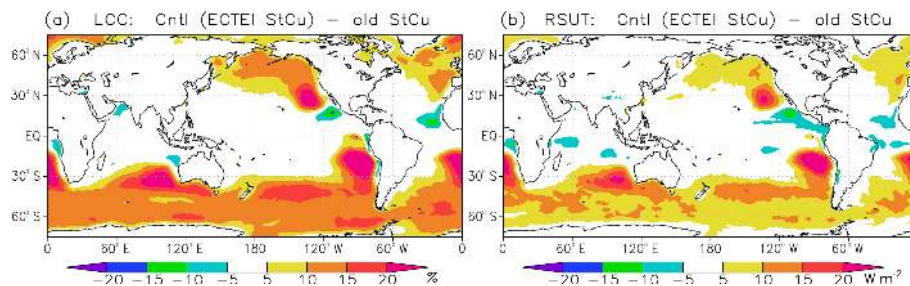 (a) LCC: Cntl (ECTEI StCu) – old StCu
60°N
30°N
EQ
30°S
60°S
0 60°E 120°E 180 120°W 60°W 0
−20 −15 −10 −5 5 10 15 20 %
(b) RSUT: Cntl (ECTEI StCu) – old StCu
60°N
30°N
EQ
30°S
60°S
0 60°E 120°E 180 120°W 60°W
−20 −15 −10 −5 5 10 15 20 W m⁻²